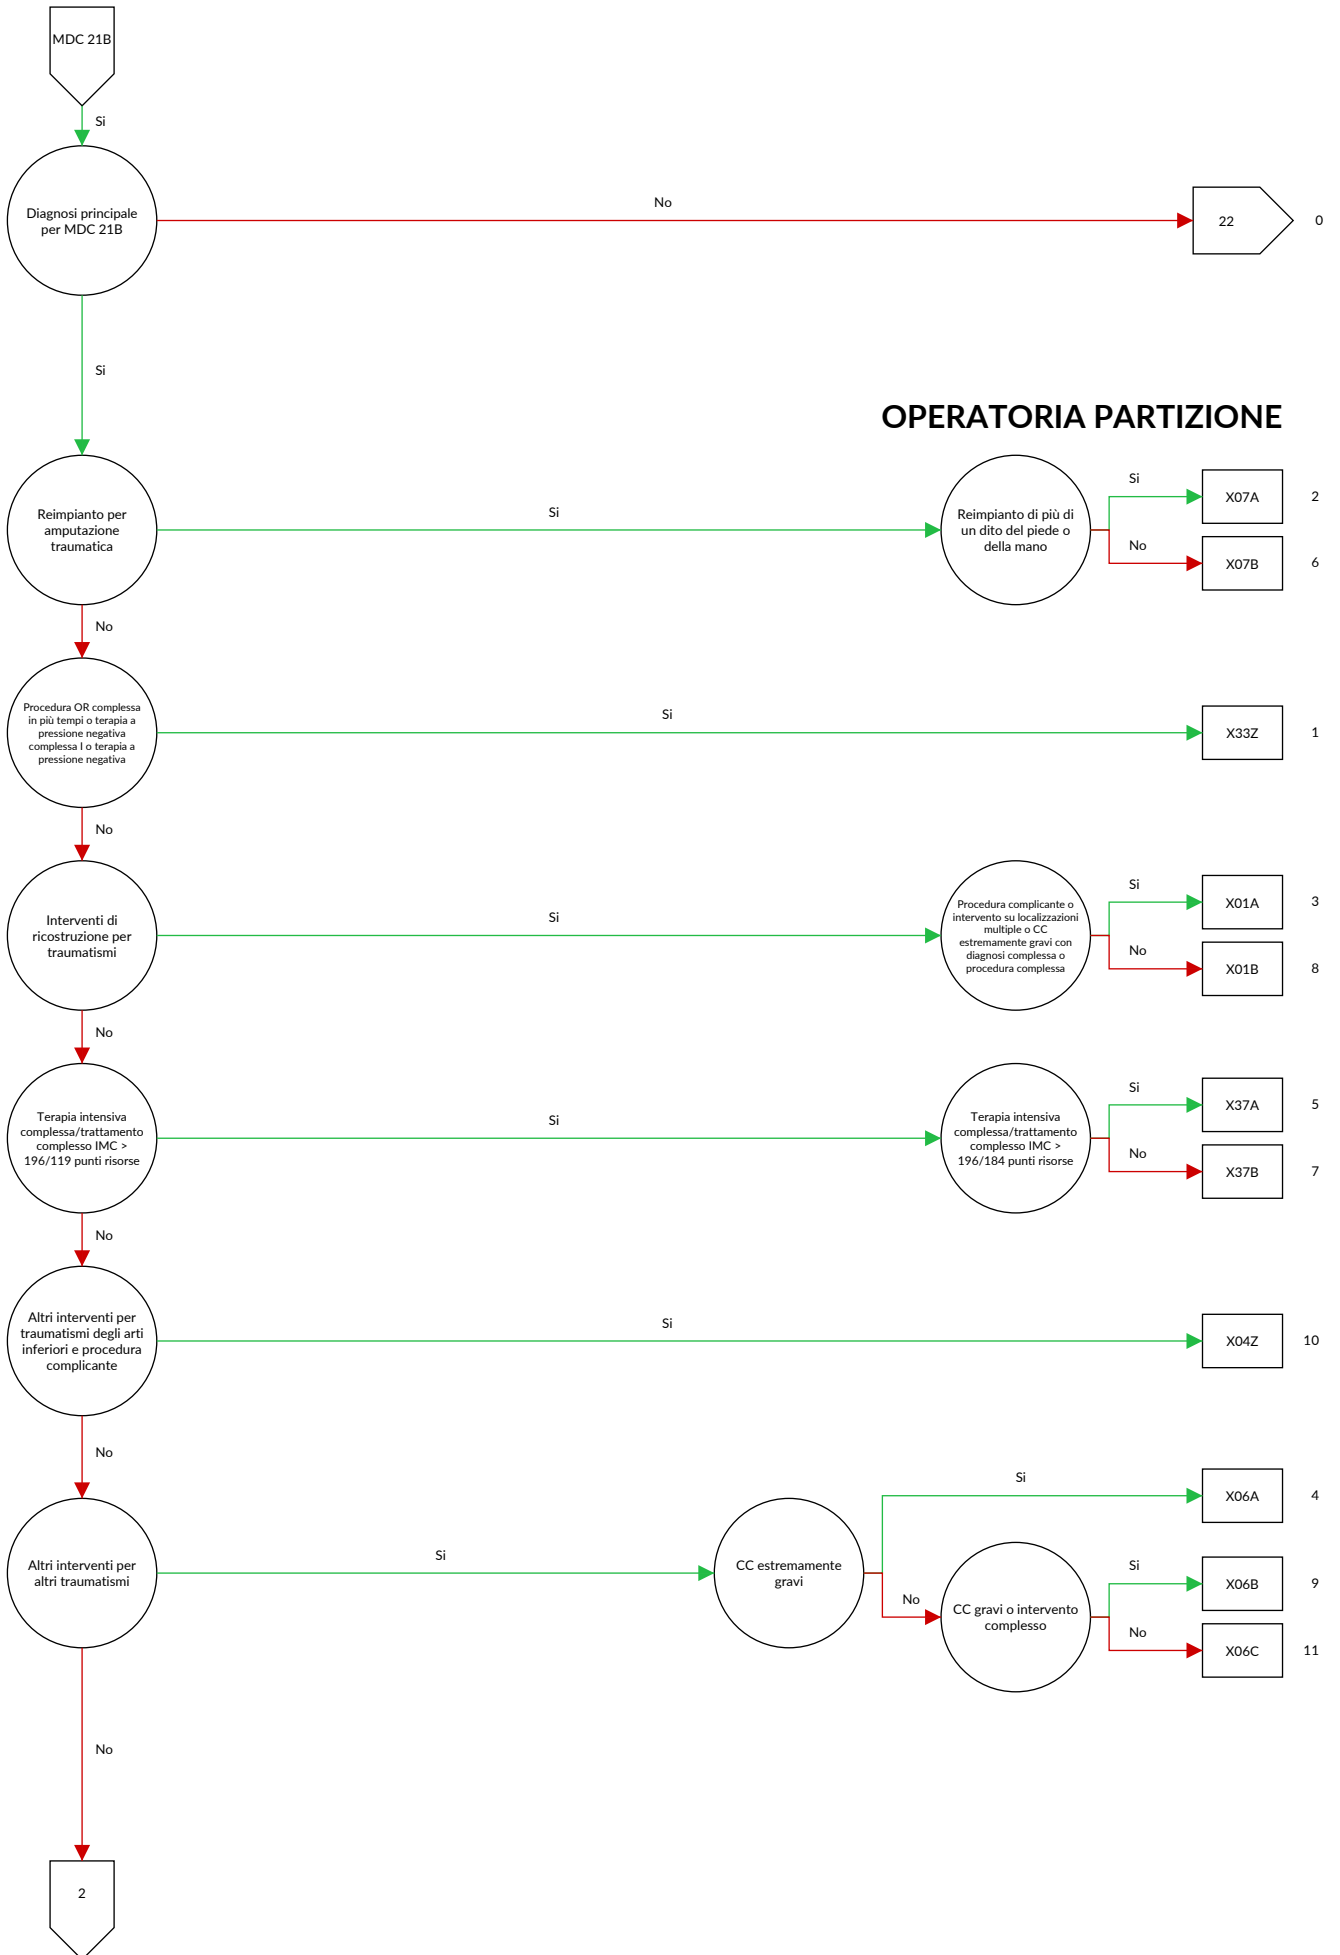 MDC 21B
Si
Diagnosi principale
per MDC 21B
No
22
0
Si
OPERATORIA PARTIZIONE
Reimpianto per
amputazione
traumatica
Si
Reimpianto di più di
un dito del piede o
della mano
Si
X07A
2
No
X07B
6
No
Procedura OR complessa
in più tempi o terapia a
pressione negativa
complessa I o terapia a
pressione negativa
Si
X33Z
1
No
Interventi di
ricostruzione per
traumatismi
Si
Procedura complicante o
intervento su localizzazioni
multiple o CC
estremamente gravi con
diagnosi complessa o
procedura complessa
Si
X01A
3
No
X01B
8
No
Terapia intensiva
complessa/trattamento
complesso IMC >
196/119 punti risorse
Si
Terapia intensiva
complessa/trattamento
complesso IMC >
196/184 punti risorse
Si
X37A
5
No
X37B
7
No
Altri interventi per
traumatismi degli arti
inferiori e procedura
complicante
Si
X04Z
10
No
Altri interventi per
altri traumatismi
Si
CC estremamente
gravi
Si
X06A
4
No
CC gravi o intervento
complesso
Si
X06B
9
No
X06C
11
No
2